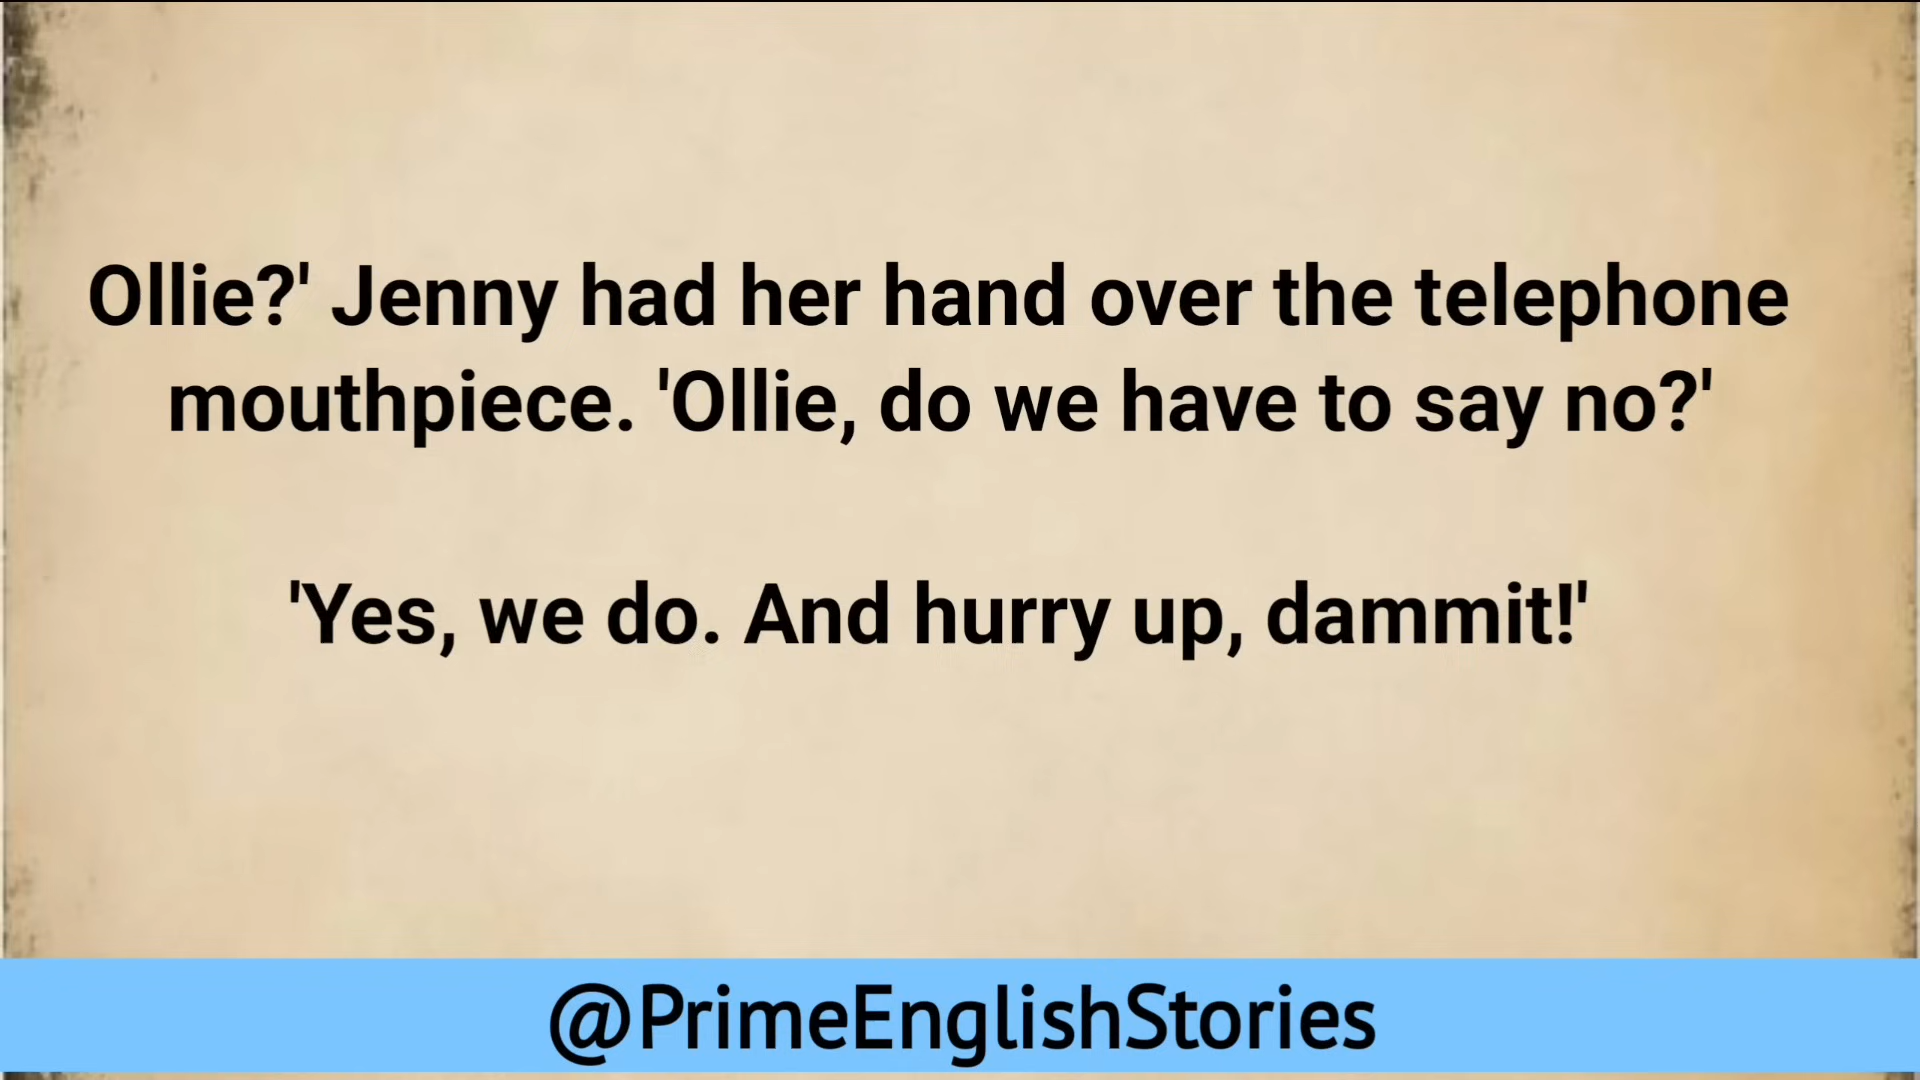 Ollie?' Jenny had her hand over the telephone
mouthpiece. 'Ollie, do we have to say no?'
'Yes, we do. And hurry up, dammit!'
@PrimeEnglishStories